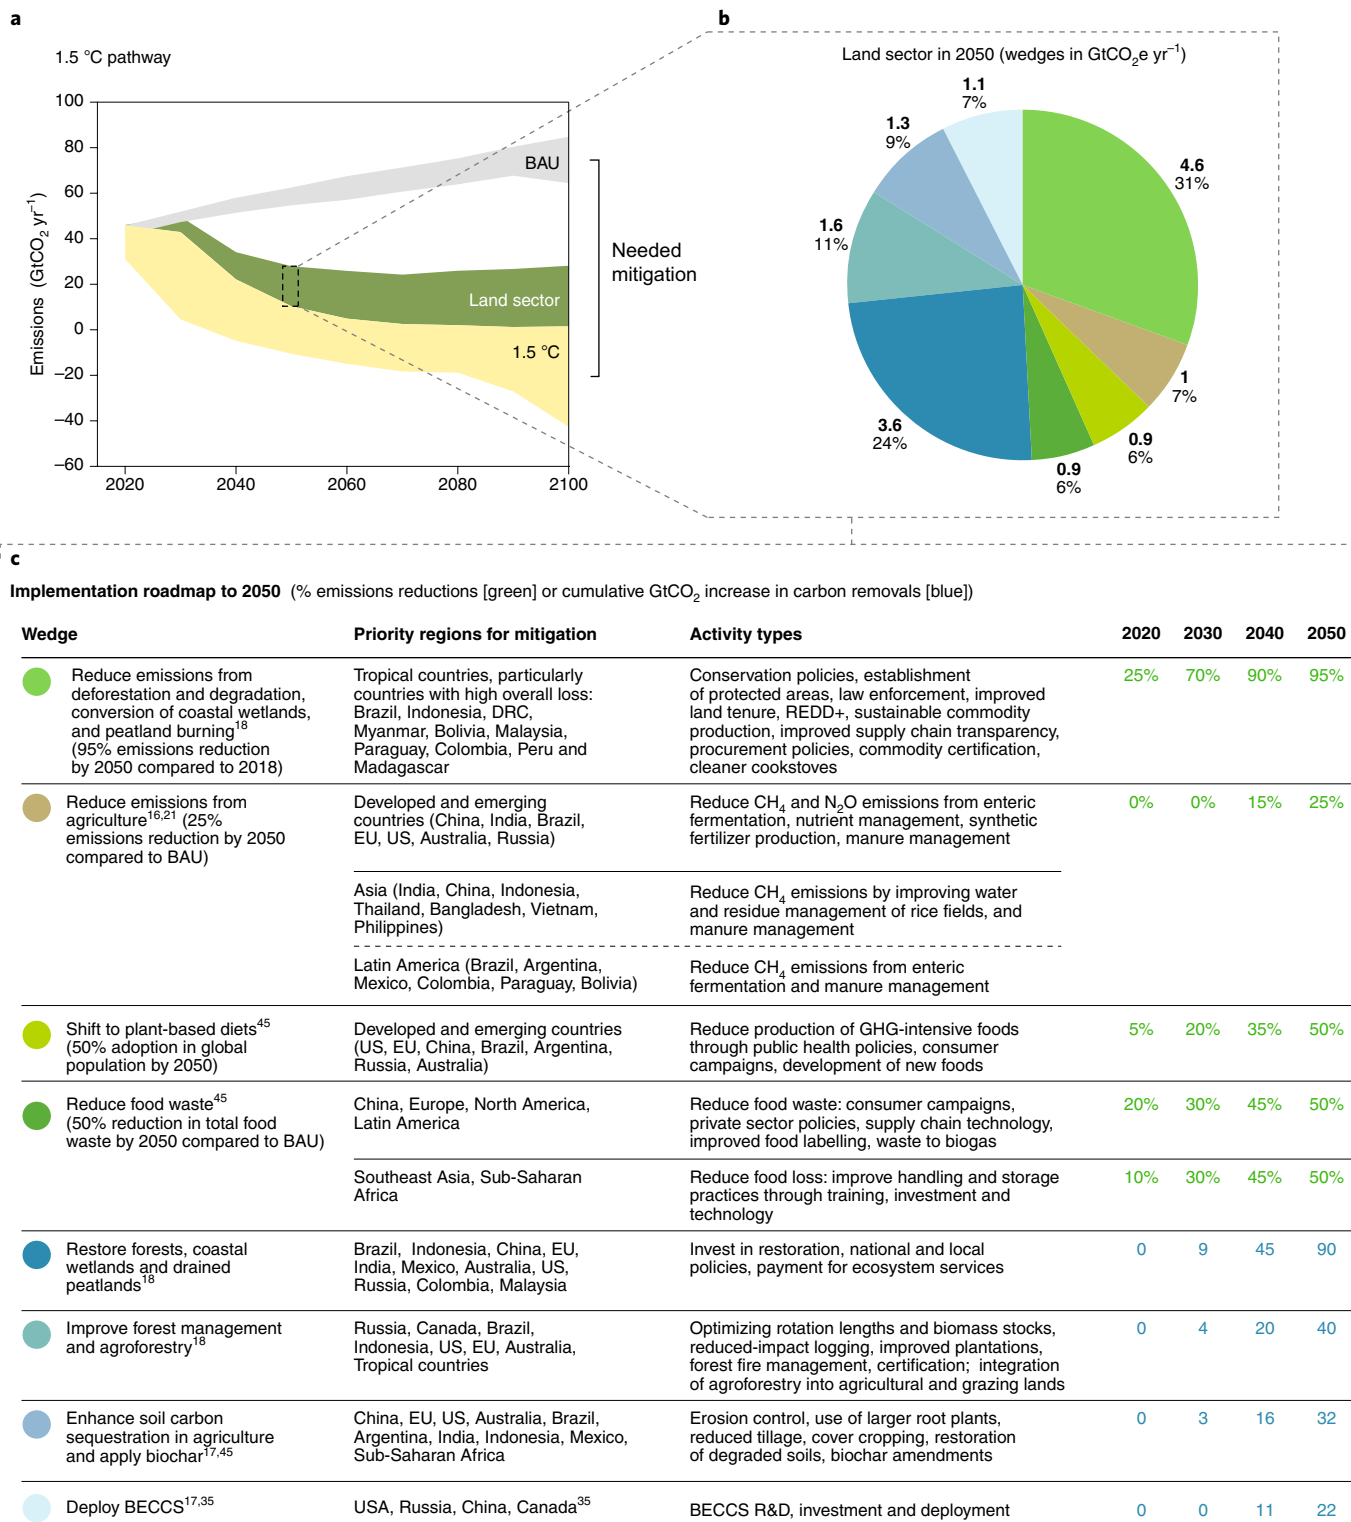 a
1.5 °C pathway
100
80
60
40
20
0
–20
–40
–60
Emissions (GtCO2 yr–1)
2020
2040
2060
2080
2100
BAU
Land sector
1.5 °C
Needed
mitigation
b
Land sector in 2050 (wedges in GtCO2e yr–1)
4.6
31%
1
7%
0.9
6%
0.9
6%
3.6
24%
1.6
11%
1.3
9%
1.1
7%
c
Implementation roadmap to 2050 (% emissions reductions [green] or cumulative GtCO2 increase in carbon removals [blue])
Wedge
Priority regions for mitigation
Activity types
2020 2030 2040 2050
Reduce emissions from
deforestation and degradation,
conversion of coastal wetlands,
and peatland burning18
(95% emissions reduction
by 2050 compared to 2018)
Tropical countries, particularly
countries with high overall loss:
Brazil, Indonesia, DRC,
Myanmar, Bolivia, Malaysia,
Paraguay, Colombia, Peru and
Madagascar
Conservation policies, establishment
of protected areas, law enforcement, improved
land tenure, REDD+, sustainable commodity
production, improved supply chain transparency,
procurement policies, commodity certification,
cleaner cookstoves
25% 70% 90% 95%
Reduce emissions from
agriculture16,21 (25%
emissions reduction by 2050
compared to BAU)
Developed and emerging
countries (China, India, Brazil,
EU, US, Australia, Russia)
Reduce CH4 and N2O emissions from enteric
fermentation, nutrient management, synthetic
fertilizer production, manure management
0% 0% 15% 25%
Asia (India, China, Indonesia,
Thailand, Bangladesh, Vietnam,
Philippines)
Reduce CH4 emissions by improving water
and residue management of rice fields, and
manure management
Latin America (Brazil, Argentina,
Mexico, Colombia, Paraguay, Bolivia)
Reduce CH4 emissions from enteric
fermentation and manure management
Shift to plant-based diets45
(50% adoption in global
population by 2050)
Developed and emerging countries
(US, EU, China, Brazil, Argentina,
Russia, Australia)
Reduce production of GHG-intensive foods
through public health policies, consumer
campaigns, development of new foods
5% 20% 35% 50%
Reduce food waste45
(50% reduction in total food
waste by 2050 compared to BAU)
China, Europe, North America,
Latin America
Reduce food waste: consumer campaigns,
private sector policies, supply chain technology,
improved food labelling, waste to biogas
20% 30% 45% 50%
Southeast Asia, Sub-Saharan
Africa
Reduce food loss: improve handling and storage
practices through training, investment and
technology
10% 30% 45% 50%
Restore forests, coastal
wetlands and drained
peatlands18
Brazil, Indonesia, China, EU,
India, Mexico, Australia, US,
Russia, Colombia, Malaysia
Invest in restoration, national and local
policies, payment for ecosystem services
0 9 45 90
Improve forest management
and agroforestry18
Russia, Canada, Brazil,
Indonesia, US, EU, Australia,
Tropical countries
Optimizing rotation lengths and biomass stocks,
reduced-impact logging, improved plantations,
forest fire management, certification; integration
of agroforestry into agricultural and grazing lands
0 4 20 40
Enhance soil carbon
sequestration in agriculture
and apply biochar17,45
China, EU, US, Australia, Brazil,
Argentina, India, Indonesia, Mexico,
Sub-Saharan Africa
Erosion control, use of larger root plants,
reduced tillage, cover cropping, restoration
of degraded soils, biochar amendments
0 3 16 32
Deploy BECCS17,35
USA, Russia, China, Canada35
BECCS R&D, investment and deployment
0 0 11 22